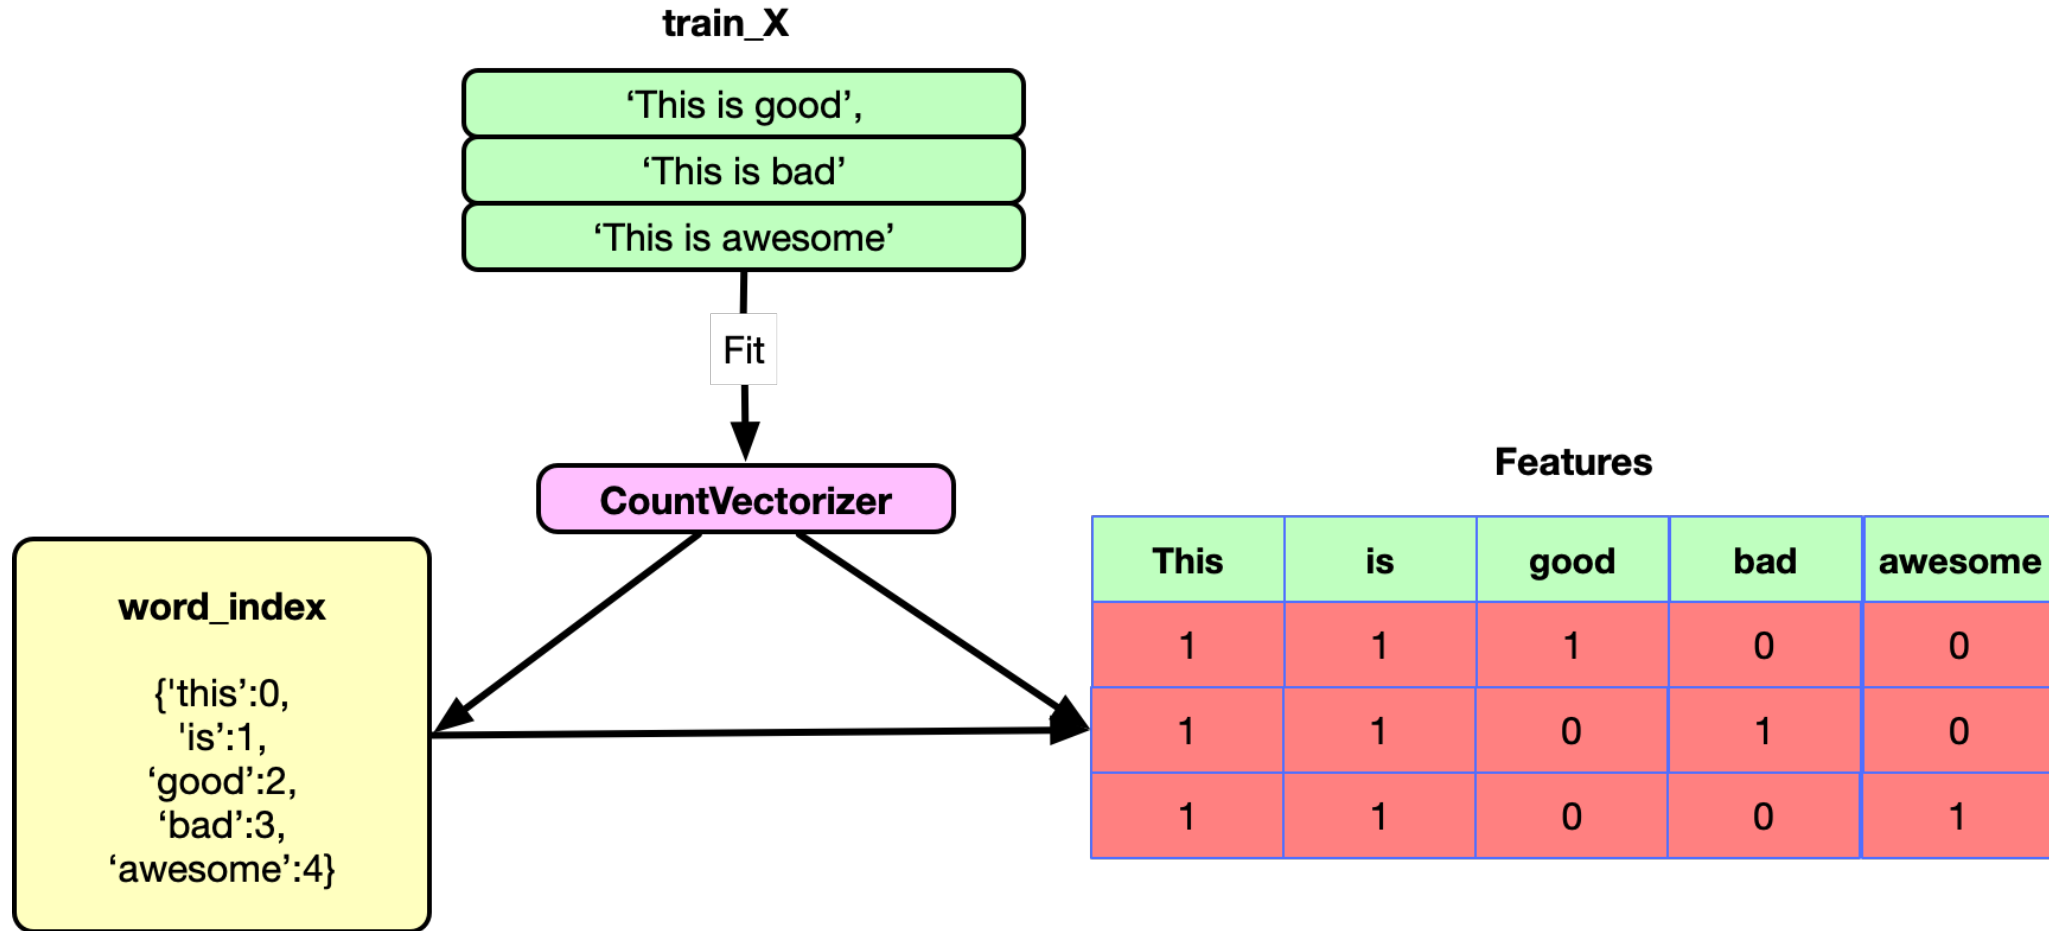 train_X
‘This is good’,
‘This is bad’
‘This is awesome’
Fit
CountVectorizer
word_index
{'this’:0,
'is’:1,
‘good’:2,
‘bad’:3,
‘awesome’:4}
Features
This is good bad awesome
1 1 1 0 0
1 1 0 1 0
1 1 0 0 1